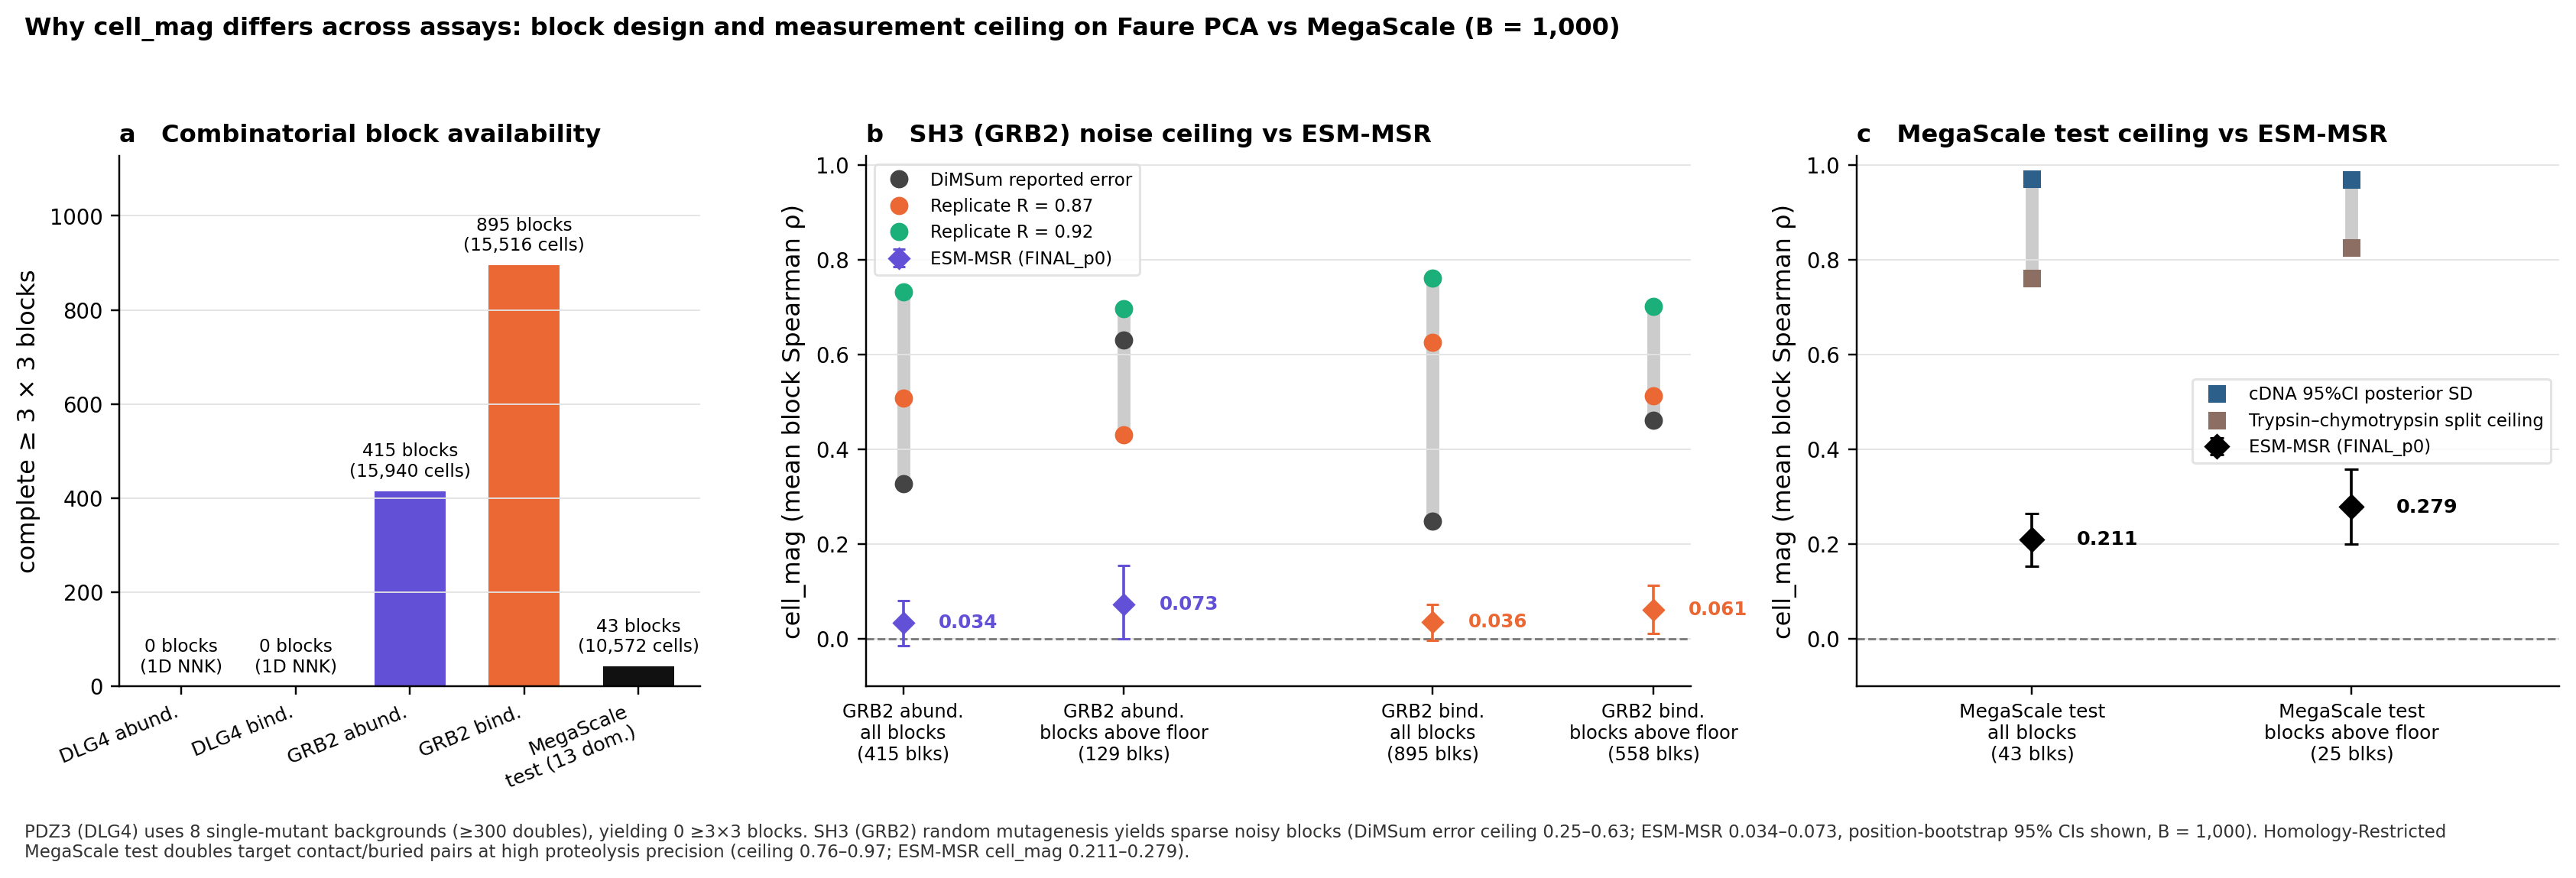 Why cell_mag differs across assays: block design and measurement ceiling on Faure PCA vs MegaScale (B = 1,000)
a Combinatorial block availability
complete ≥ 3 × 3 blocks
1000
800
600
400
200
0
0 blocks
(1D NNK)
0 blocks
(1D NNK)
415 blocks
(15,940 cells)
895 blocks
(15,516 cells)
43 blocks
(10,572 cells)
DLG4 abund.
DLG4 bind.
GRB2 abund.
GRB2 bind.
MegaScale
test (13 dom.)
b SH3 (GRB2) noise ceiling vs ESM-MSR
cell_mag (mean block Spearman ρ)
1.0
0.8
0.6
0.4
0.2
0.0
DiMSum reported error
Replicate R = 0.87
Replicate R = 0.92
ESM-MSR (FINAL_p0)
0.034
0.073
0.036
0.061
GRB2 abund.
all blocks
(415 blks)
GRB2 abund.
blocks above floor
(129 blks)
GRB2 bind.
all blocks
(895 blks)
GRB2 bind.
blocks above floor
(558 blks)
c MegaScale test ceiling vs ESM-MSR
cell_mag (mean block Spearman ρ)
1.0
0.8
0.6
0.4
0.2
0.0
cDNA 95%CI posterior SD
Trypsin–chymotrypsin split ceiling
ESM-MSR (FINAL_p0)
0.211
0.279
MegaScale test
all blocks
(43 blks)
MegaScale test
blocks above floor
(25 blks)
PDZ3 (DLG4) uses 8 single-mutant backgrounds (≥300 doubles), yielding 0 ≥3×3 blocks. SH3 (GRB2) random mutagenesis yields sparse noisy blocks (DiMSum error ceiling 0.25–0.63; ESM-MSR 0.034–0.073, position-bootstrap 95% CIs shown, B = 1,000). Homology-Restricted
MegaScale test doubles target contact/buried pairs at high proteolysis precision (ceiling 0.76–0.97; ESM-MSR cell_mag 0.211–0.279).